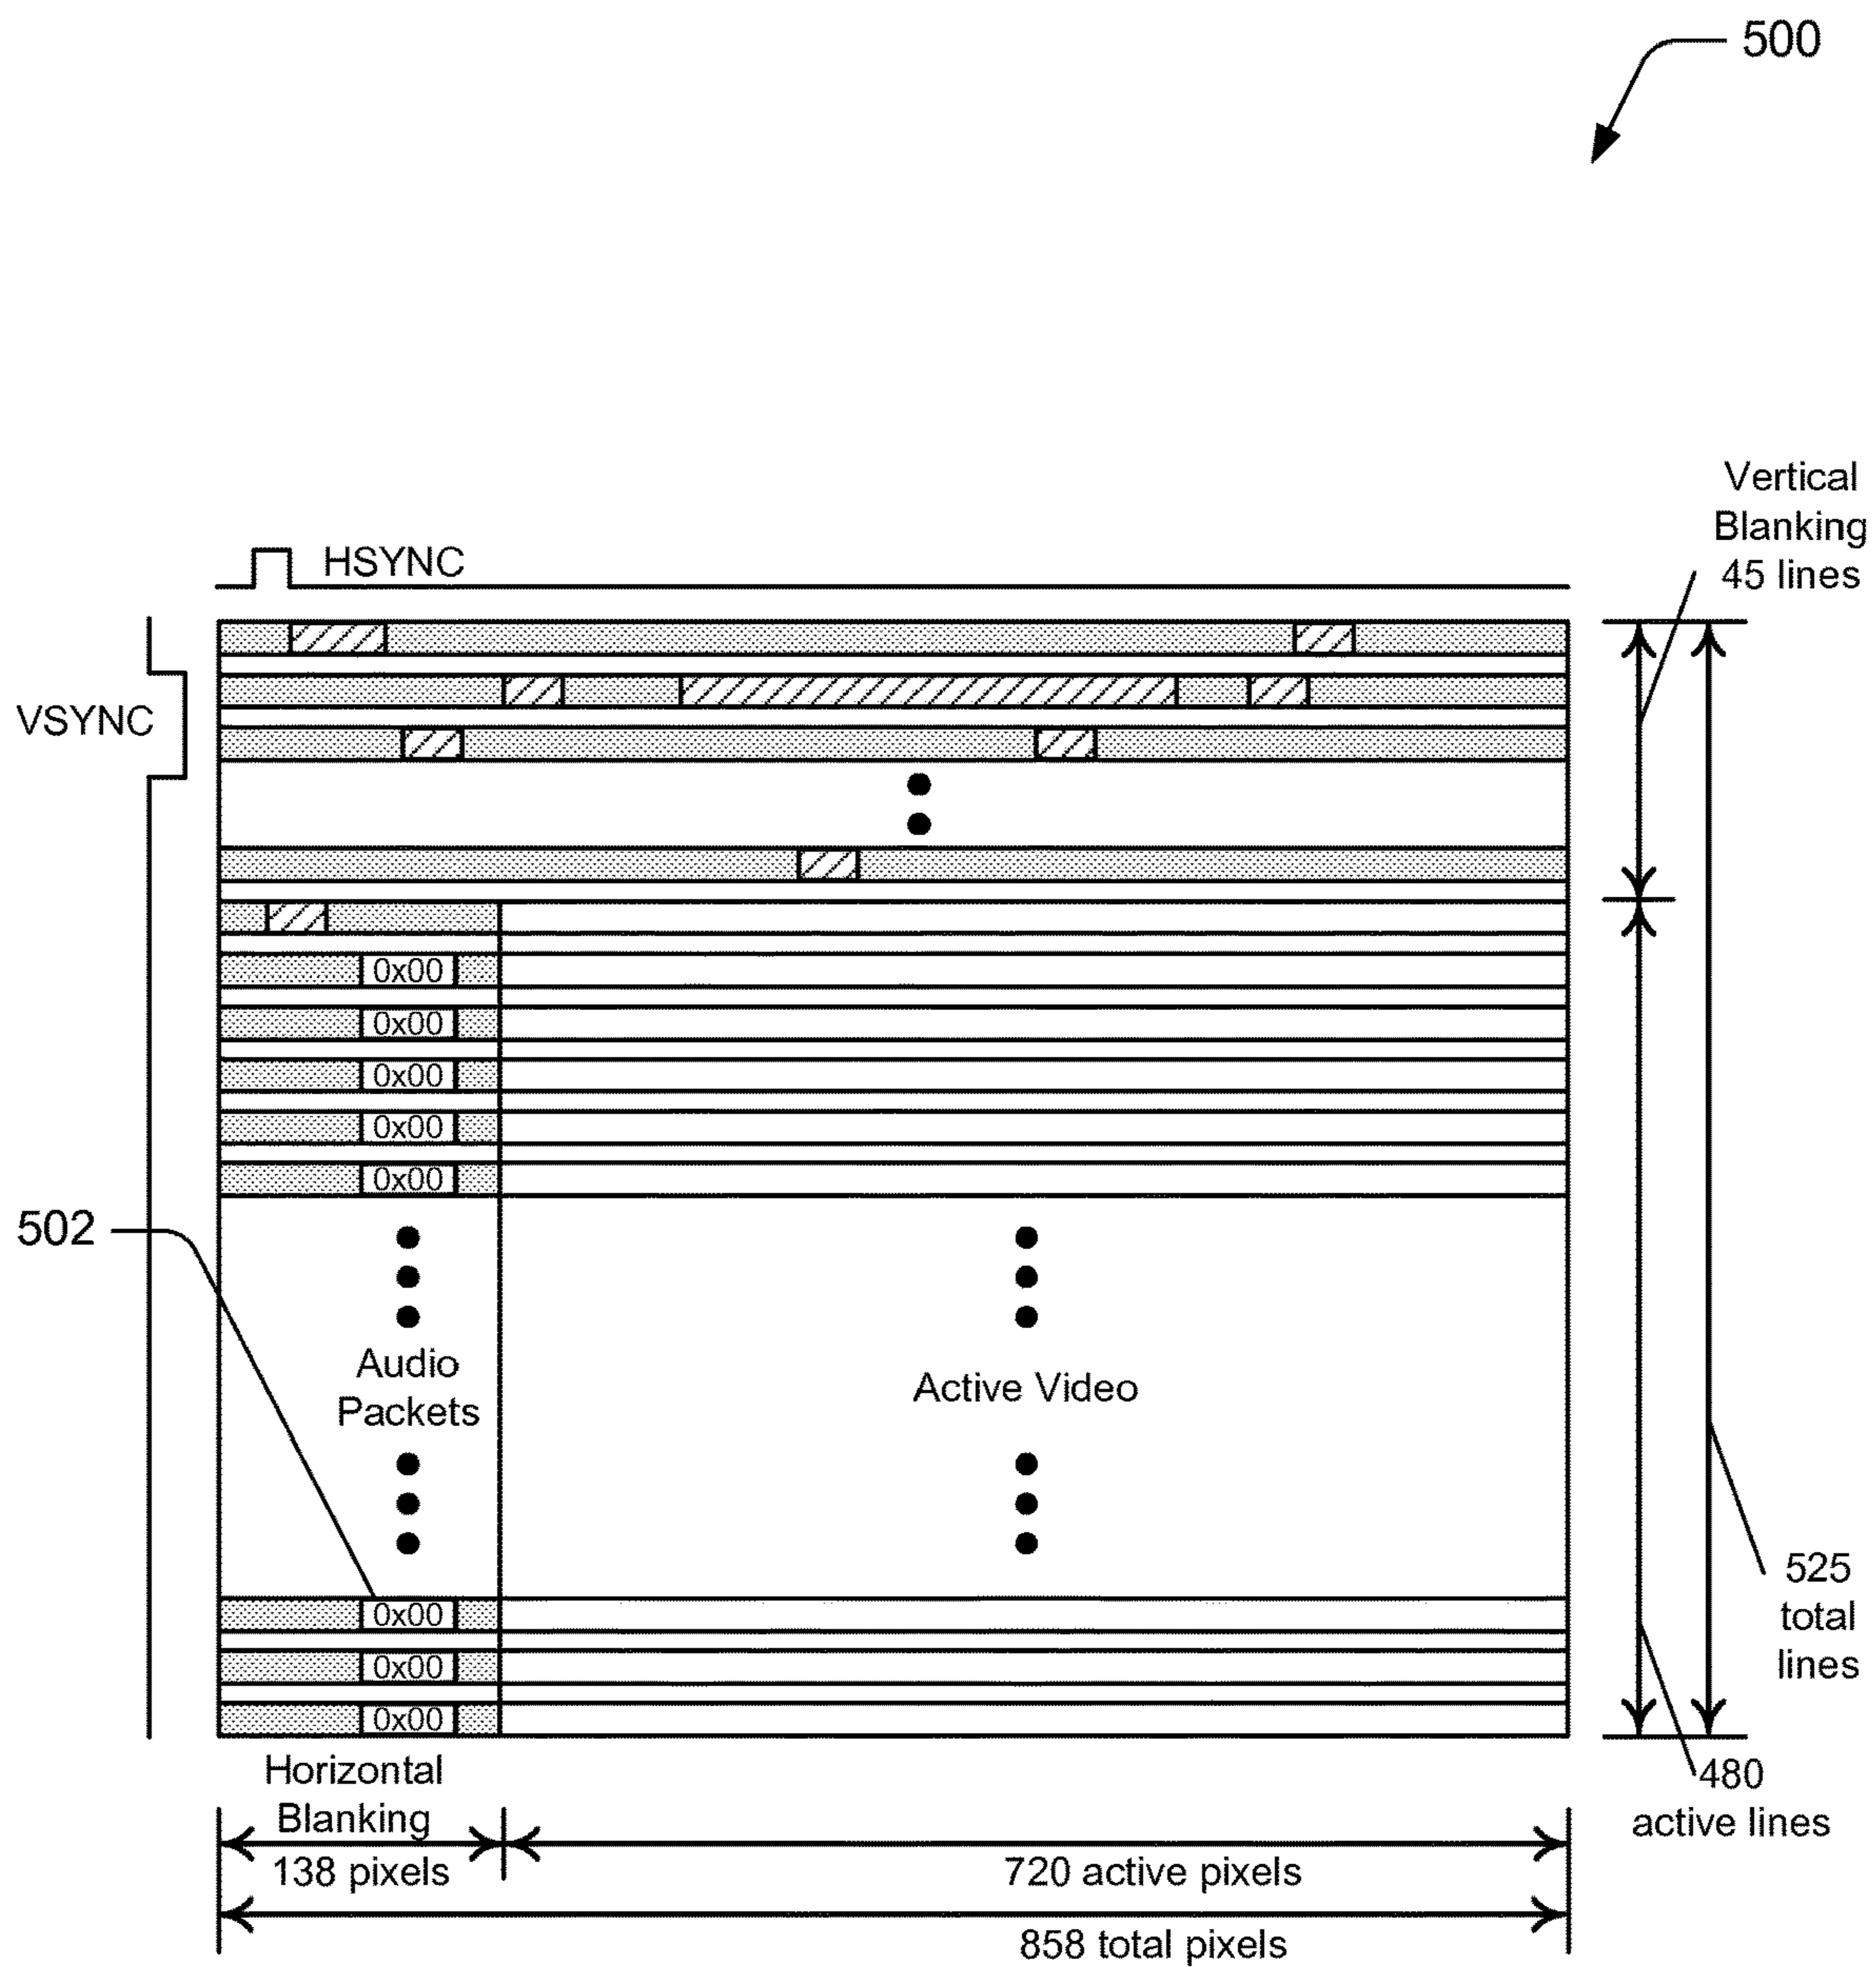 500
Vertical
Blanking
45 lines
HSYNC
VSYNC
0x00
0x00
0x00
0x00
0x00
502
Audio
Packets
Active Video
525
total
lines
0x00
0x00
0x00
Horizontal
Blanking
480
active lines
138 pixels
720 active pixels
858 total pixels